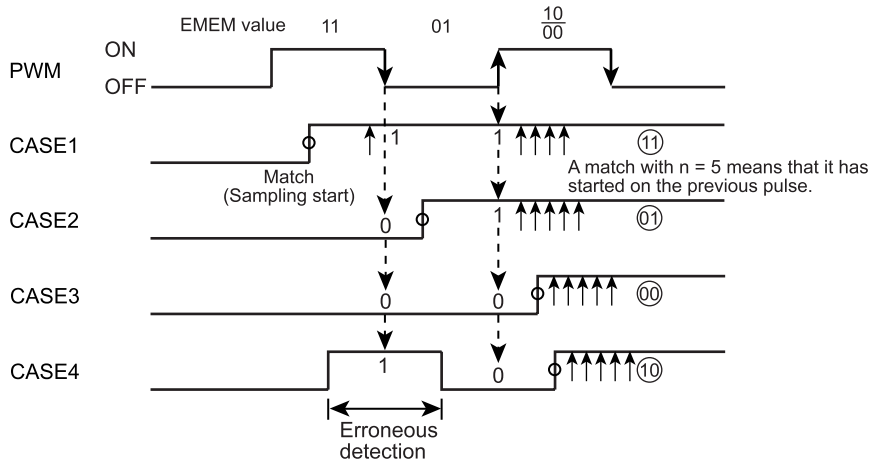 EMEM value 11 01 10
00
ON
PWM
OFF
CASE1 1 1 ⑪
Match
(Sampling start)
A match with n = 5 means that it has
started on the previous pulse.
CASE2 0 1 01
CASE3 0 0 00
CASE4 1 0 10
Erroneous
detection